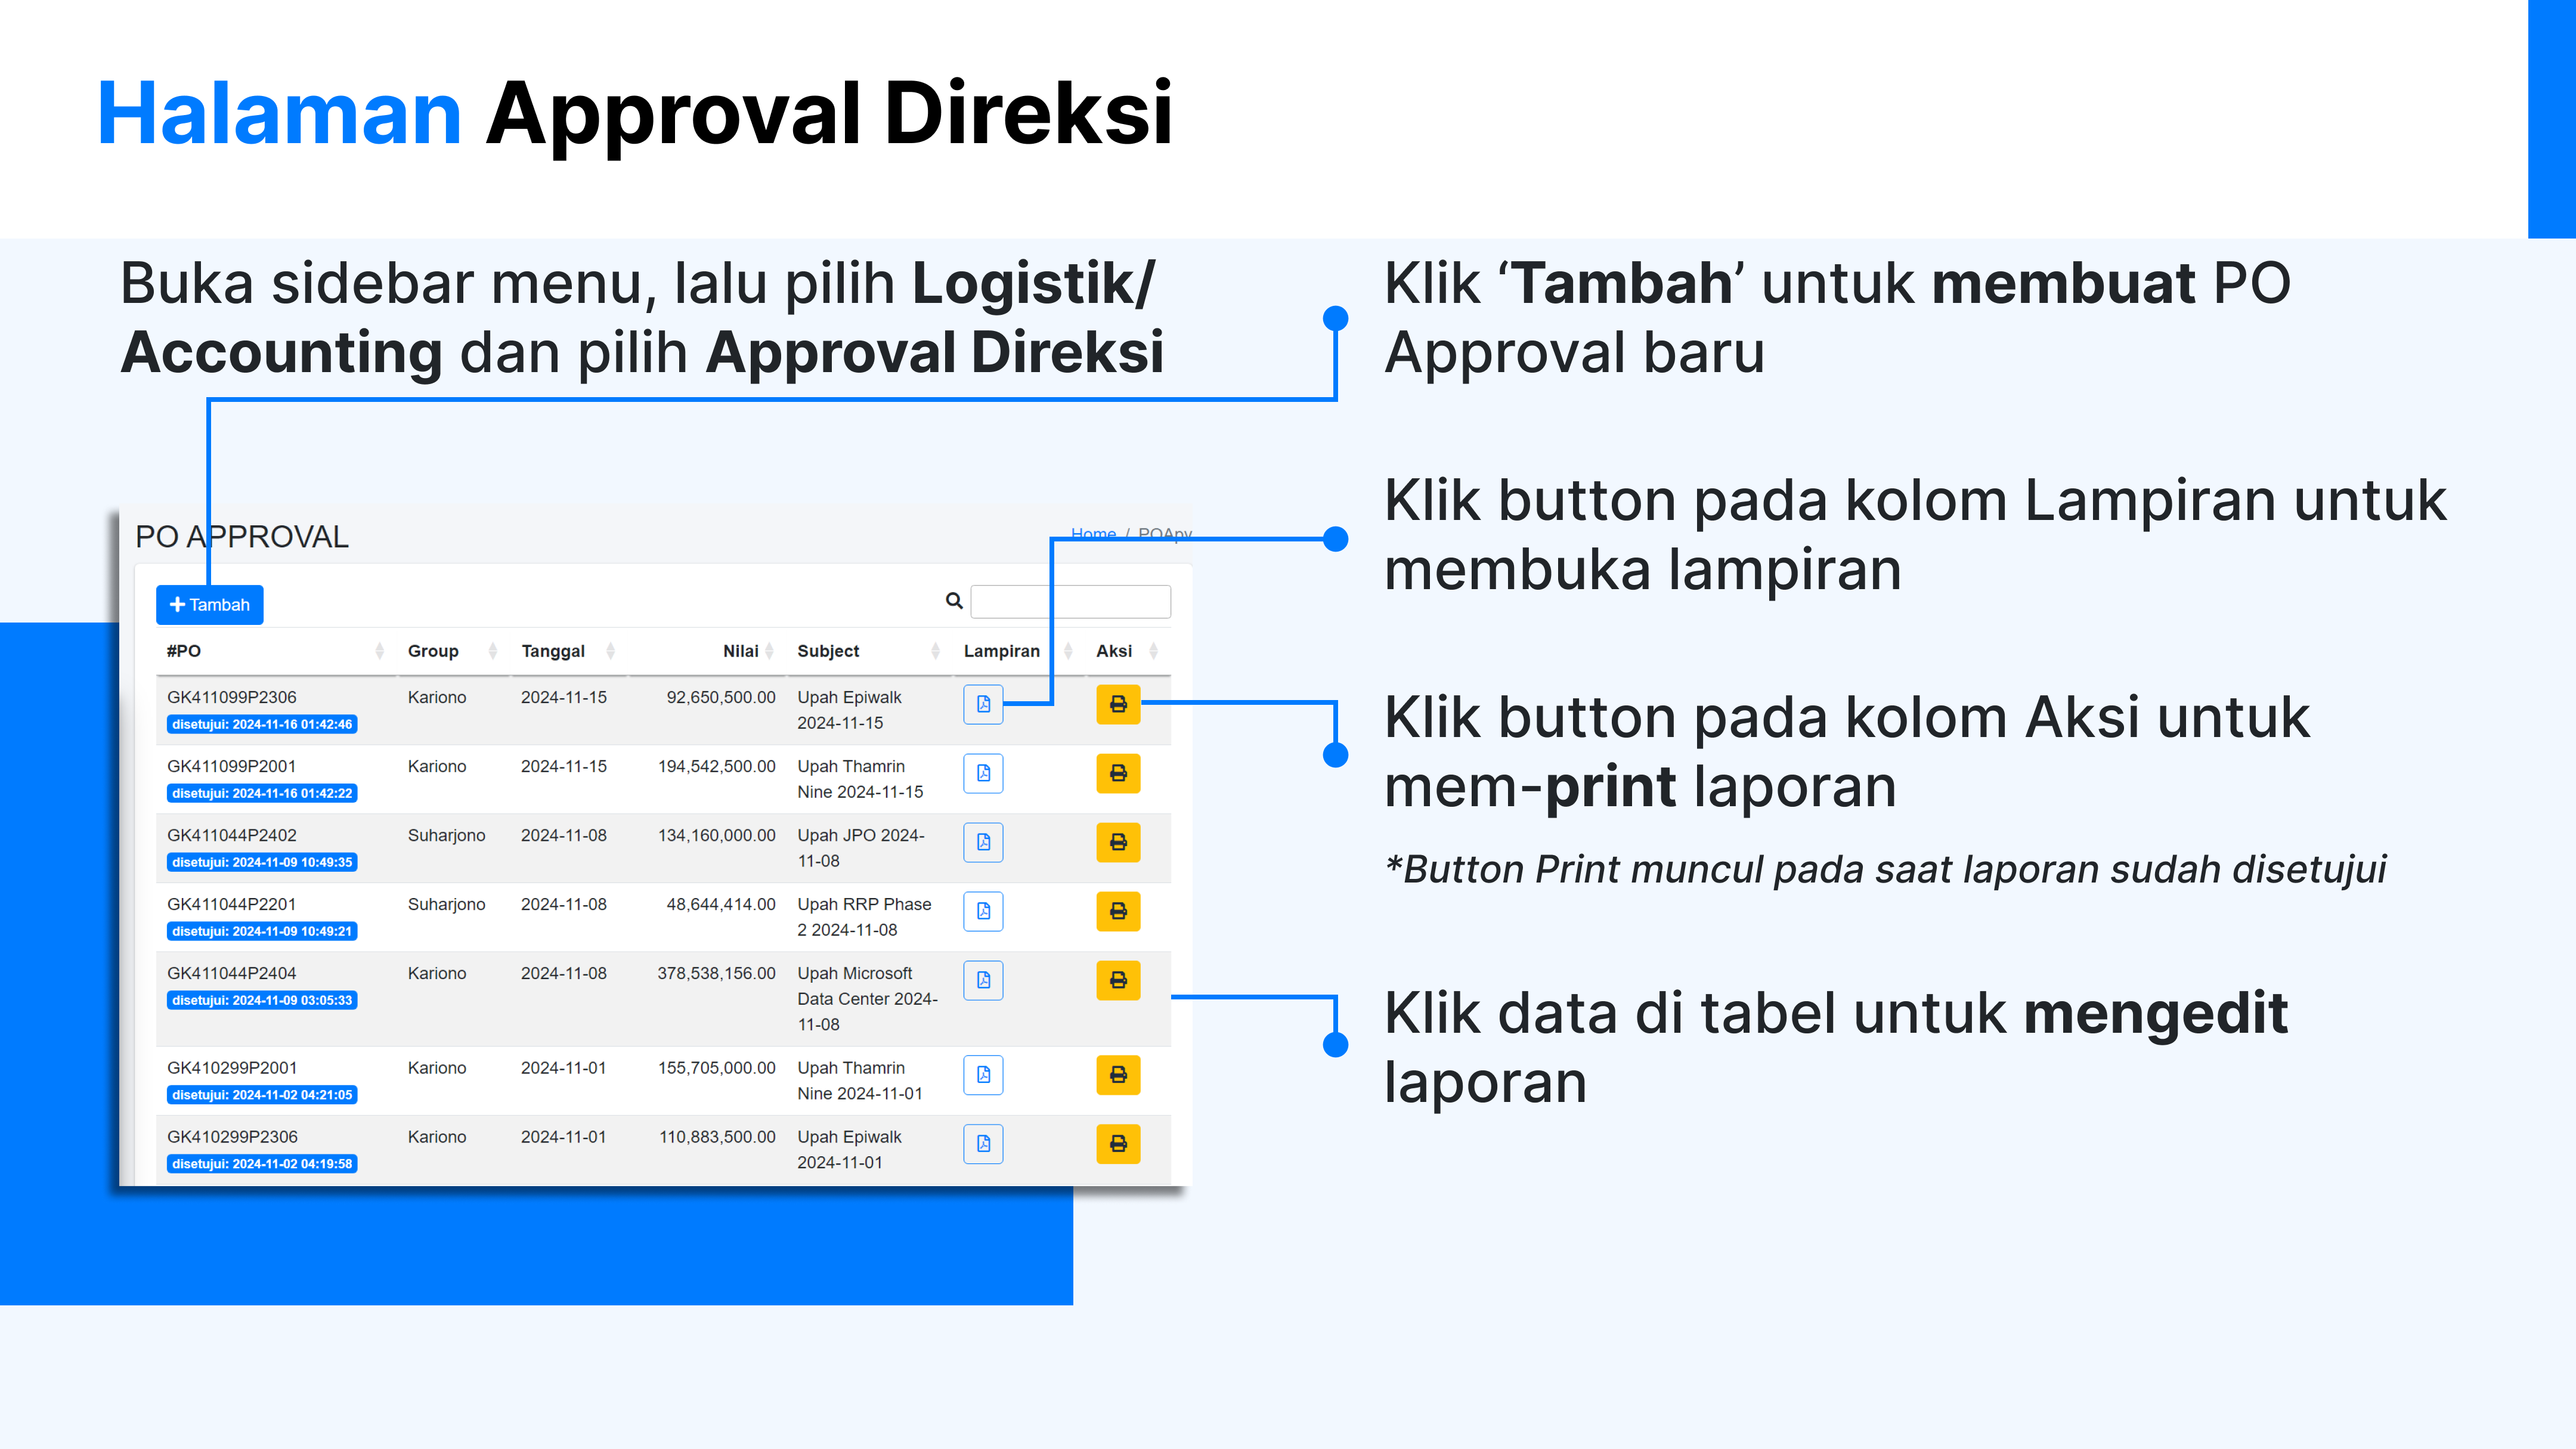 Halaman Approval Direksi
Buka sidebar menu, lalu pilih Logistik/
Accounting dan pilih Approval Direksi
Klik ‘Tambah’ untuk membuat PO
Approval baru
Klik button pada kolom Lampiran untuk
membuka lampiran
Klik button pada kolom Aksi untuk
mem-print laporan
*Button Print muncul pada saat laporan sudah disetujui
Klik data di tabel untuk mengedit
laporan
PO APPROVAL
Home / POApv
Tambah
#PO Group Tanggal Nilai Subject Lampiran Aksi
GK411099P2306 Kariono 2024-11-15 92,650,500.00 Upah Epiwalk
disetujui: 2024-11-16 01:42:46 2024-11-15
GK411099P2001 Kariono 2024-11-15 194,542,500.00 Upah Thamrin
disetujui: 2024-11-16 01:42:22 Nine 2024-11-15
GK411044P2402 Suharjono 2024-11-08 134,160,000.00 Upah JPO 2024-
disetujui: 2024-11-09 10:49:35 11-08
GK411044P2201 Suharjono 2024-11-08 48,644,414.00 Upah RRP Phase
disetujui: 2024-11-09 10:49:21 2 2024-11-08
GK411044P2404 Kariono 2024-11-08 378,538,156.00 Upah Microsoft
disetujui: 2024-11-09 03:05:33 Data Center 2024-
11-08
GK410299P2001 Kariono 2024-11-01 155,705,000.00 Upah Thamrin
disetujui: 2024-11-02 04:21:05 Nine 2024-11-01
GK410299P2306 Kariono 2024-11-01 110,883,500.00 Upah Epiwalk
disetujui: 2024-11-02 04:19:58 2024-11-01